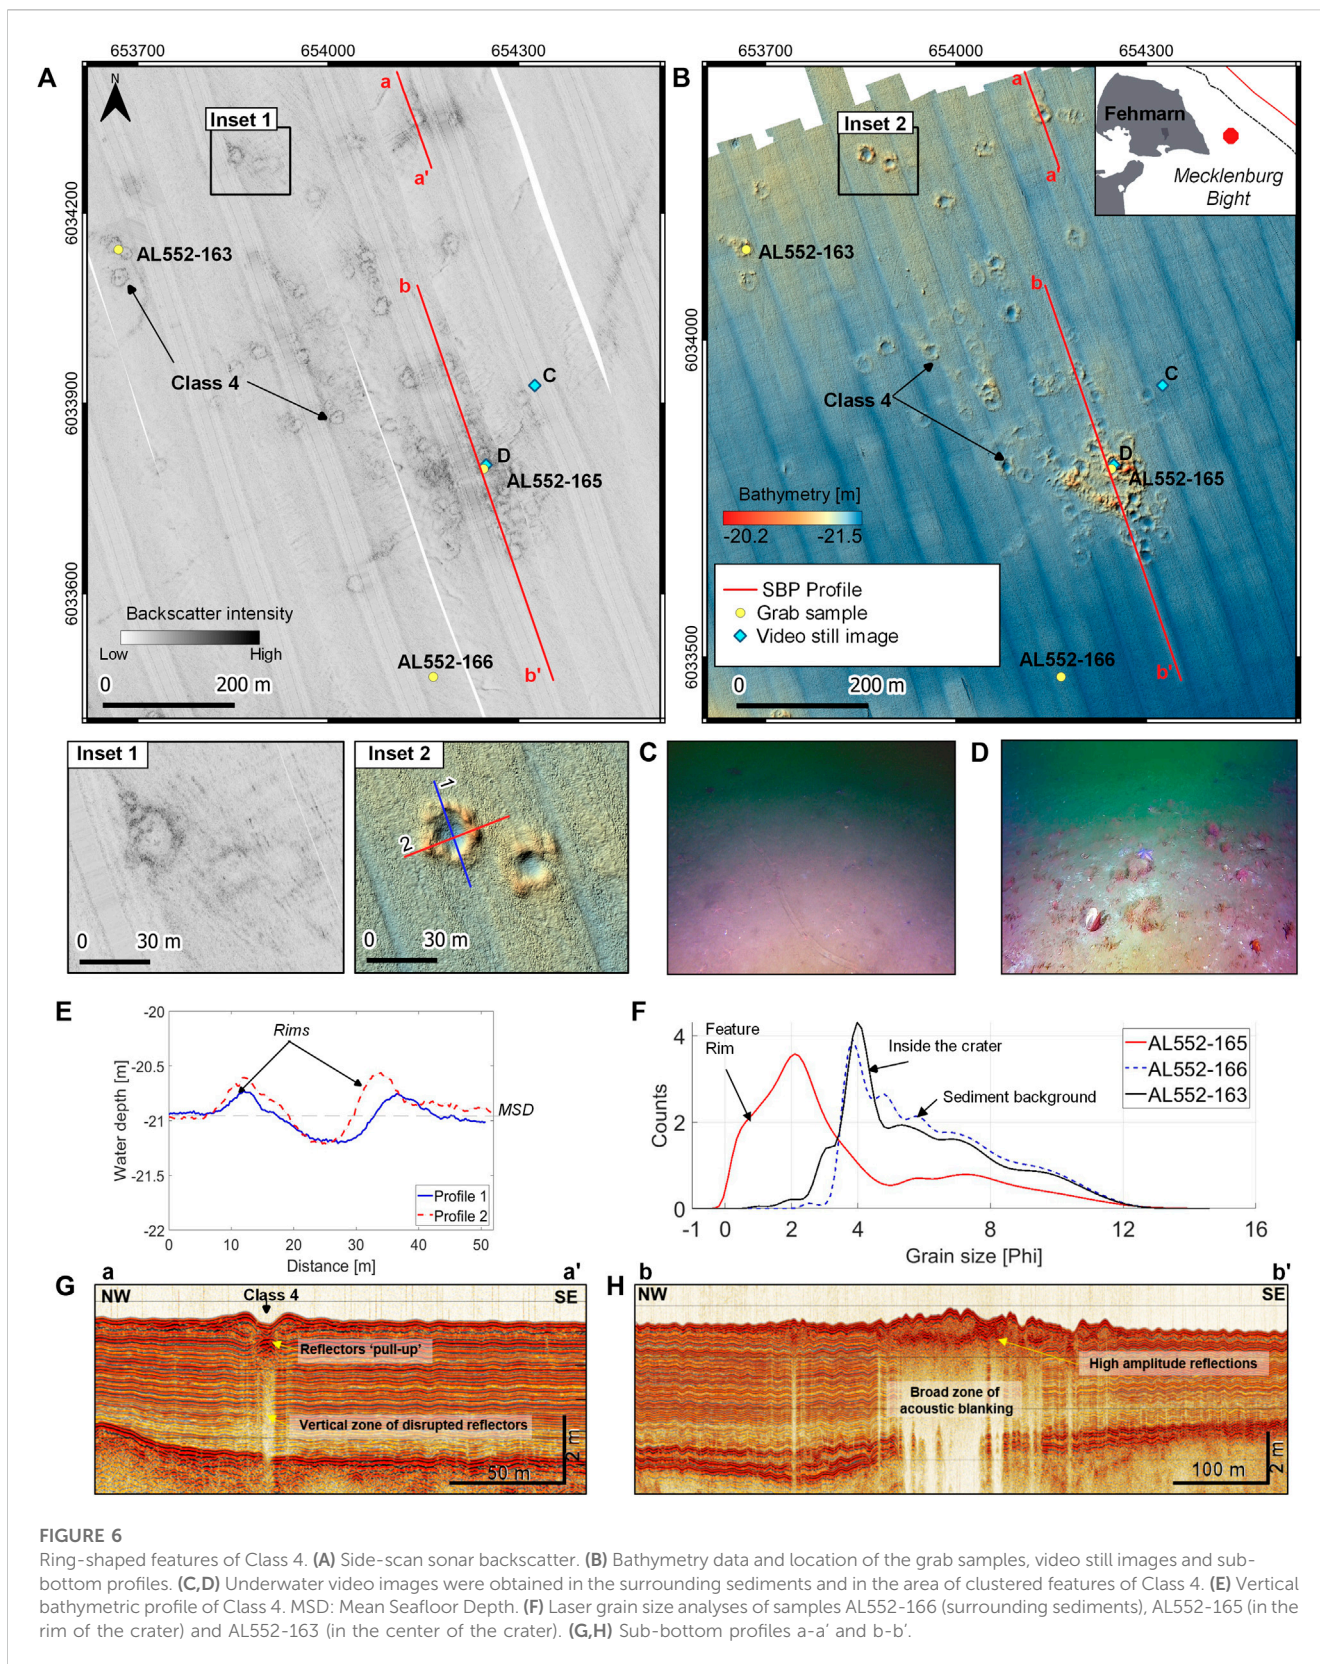 653700
654000
654300
653700
654000
654300
A
N
Inset 1
a
a'
6034200
AL552-163
b
Class 4
C
6033900
D
AL552-165
6033600
Backscatter intensity
Low
High
AL552-166
b'
0
200 m
B
a
Inset 2
a'
Fehmarn
Mecklenburg
Bight
AL552-163
b
6034000
C
Class 4
D
AL552-165
Bathymetry [m]
-20.2
-21.5
SBP Profile
Grab sample
Video still image
6033500
AL552-166
b'
0
200 m
Inset 1
0
30 m
Inset 2
1
2
0
30 m
C
D
E
-20
-20.5
-21
-21.5
-22
Water depth [m]
Rims
MSD
Profile 1
Profile 2
0
10
20
30
40
50
Distance [m]
F
4
2
0
Counts
Feature
Rim
Inside the crater
Sediment background
AL552-165
AL552-166
AL552-163
-1
0
2
4
8
12
16
Grain size [Phi]
G
a
a'
NW
Class 4
SE
Reflectors ‘pull-up’
Vertical zone of disrupted reflectors
50 m
2 m
H
b
b'
NW
SE
High amplitude reflections
Broad zone of
acoustic blanking
100 m
2 m
FIGURE 6
Ring-shaped features of Class 4. (A) Side-scan sonar backscatter. (B) Bathymetry data and location of the grab samples, video still images and sub-
bottom profiles. (C,D) Underwater video images were obtained in the surrounding sediments and in the area of clustered features of Class 4. (E) Vertical
bathymetric profile of Class 4. MSD: Mean Seafloor Depth. (F) Laser grain size analyses of samples AL552-166 (surrounding sediments), AL552-165 (in the
rim of the crater) and AL552-163 (in the center of the crater). (G,H) Sub-bottom profiles a-a’ and b-b’.